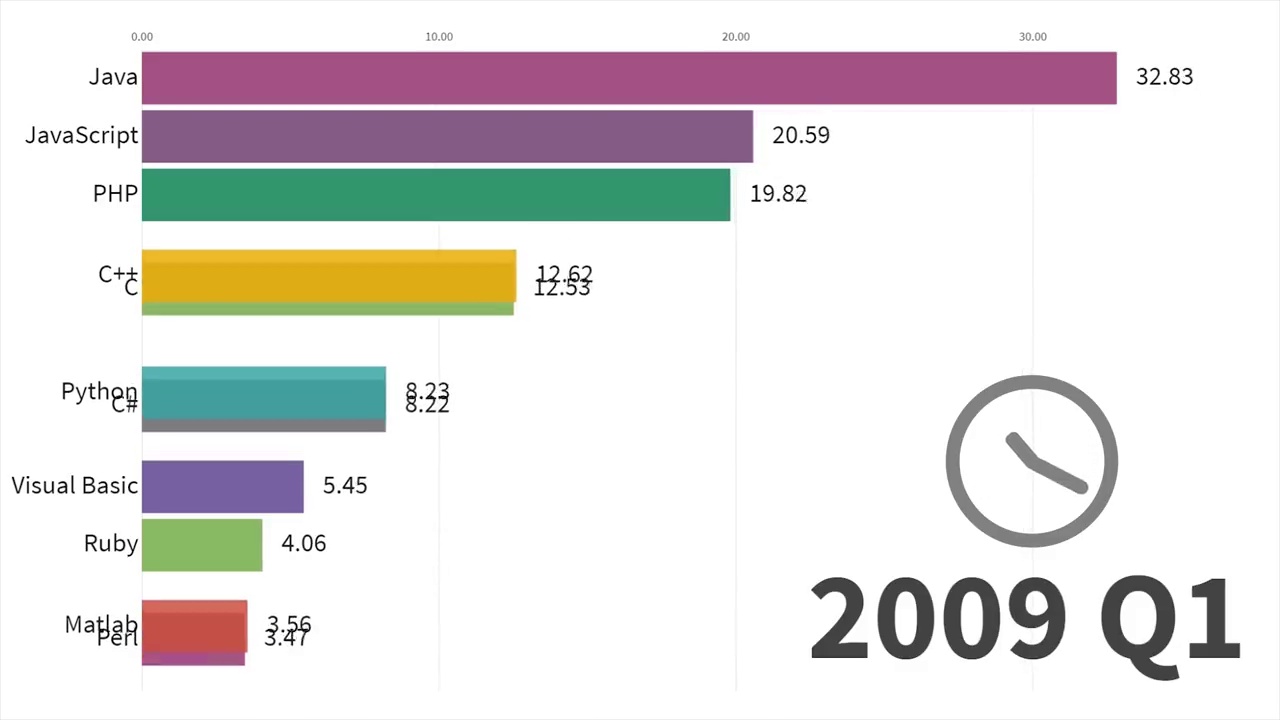 0.00 10.00 20.00 30.00
Java 32.83
JavaScript 20.59
PHP 19.82
C++ 12.62
C 12.53
Python 8.23
C# 8.22
Visual Basic 5.45
Ruby 4.06
Matlab 3.56
Perl 3.47
2009 Q1